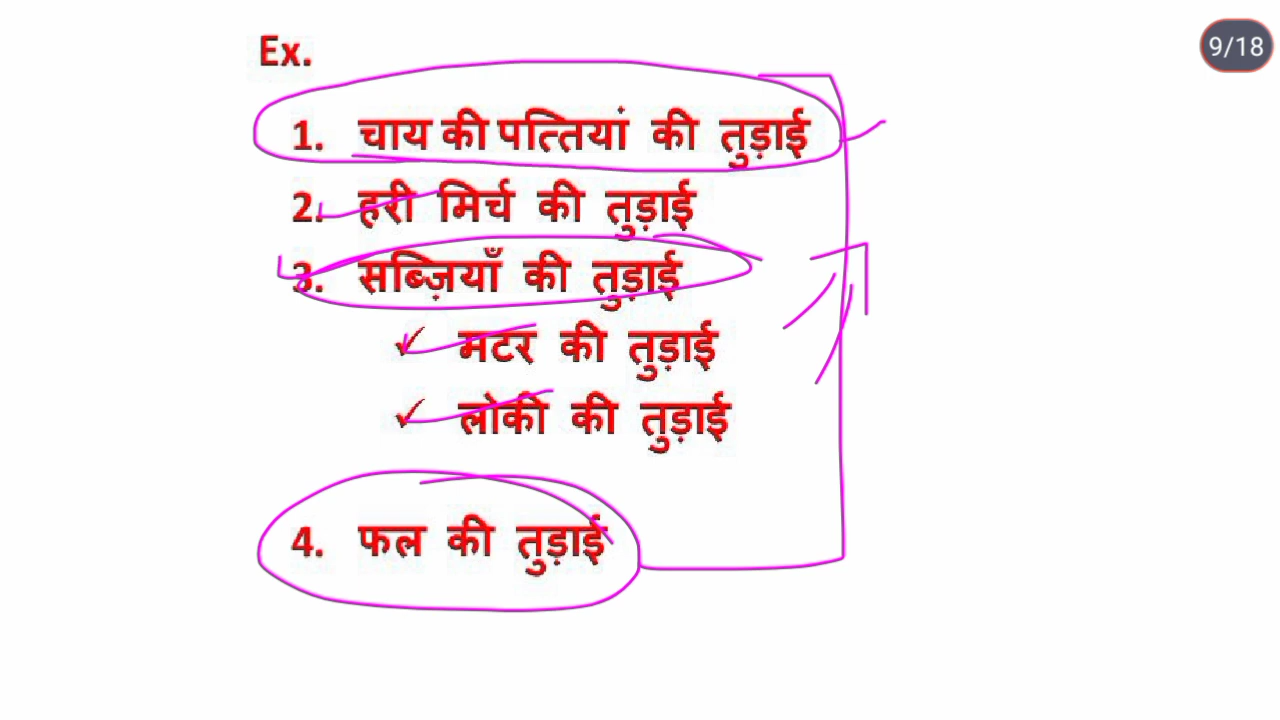 Ex.
9/18
1. चाय की पत्तियां की तुड़ाई
2. हरी मिर्च की तुड़ाई
3. सब्ज़ियाँ की तुड़ाई
✓ मटर की तुड़ाई
✓ लोकी की तुड़ाई
4. फल की तुड़ाई